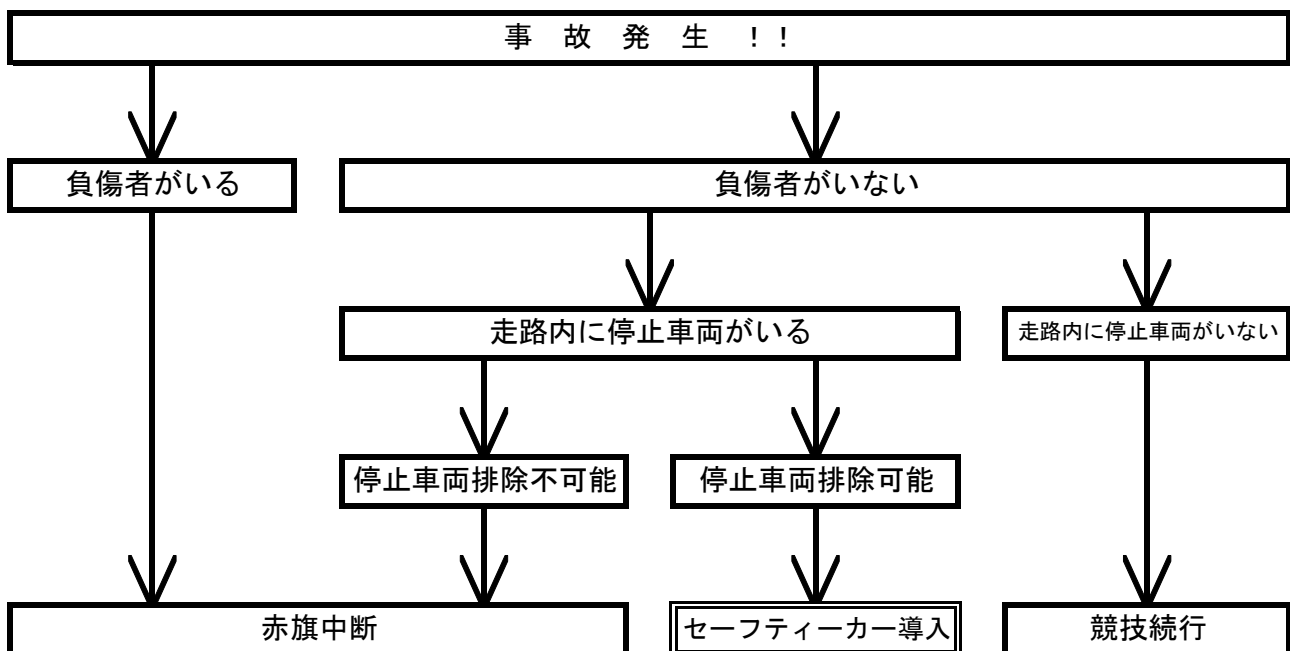 事 故 発 生 !!
負傷者がいる
負傷者がいない
走路内に停止車両がいる
走路内に停止車両がいない
停止車両排除不可能
停止車両排除可能
赤旗中断
セーフティーカー導入
競技続行